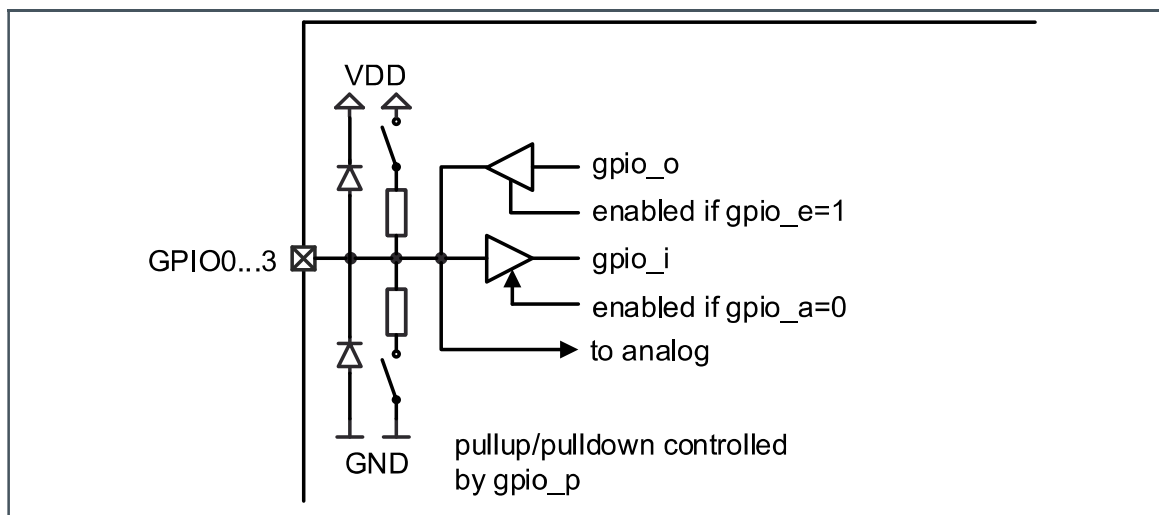 VDD
gpio_o
enabled if gpio_e=1
GPIO0...3
gpio_i
enabled if gpio_a=0
to analog
GND
pullup/pulldown controlled
by gpio_p